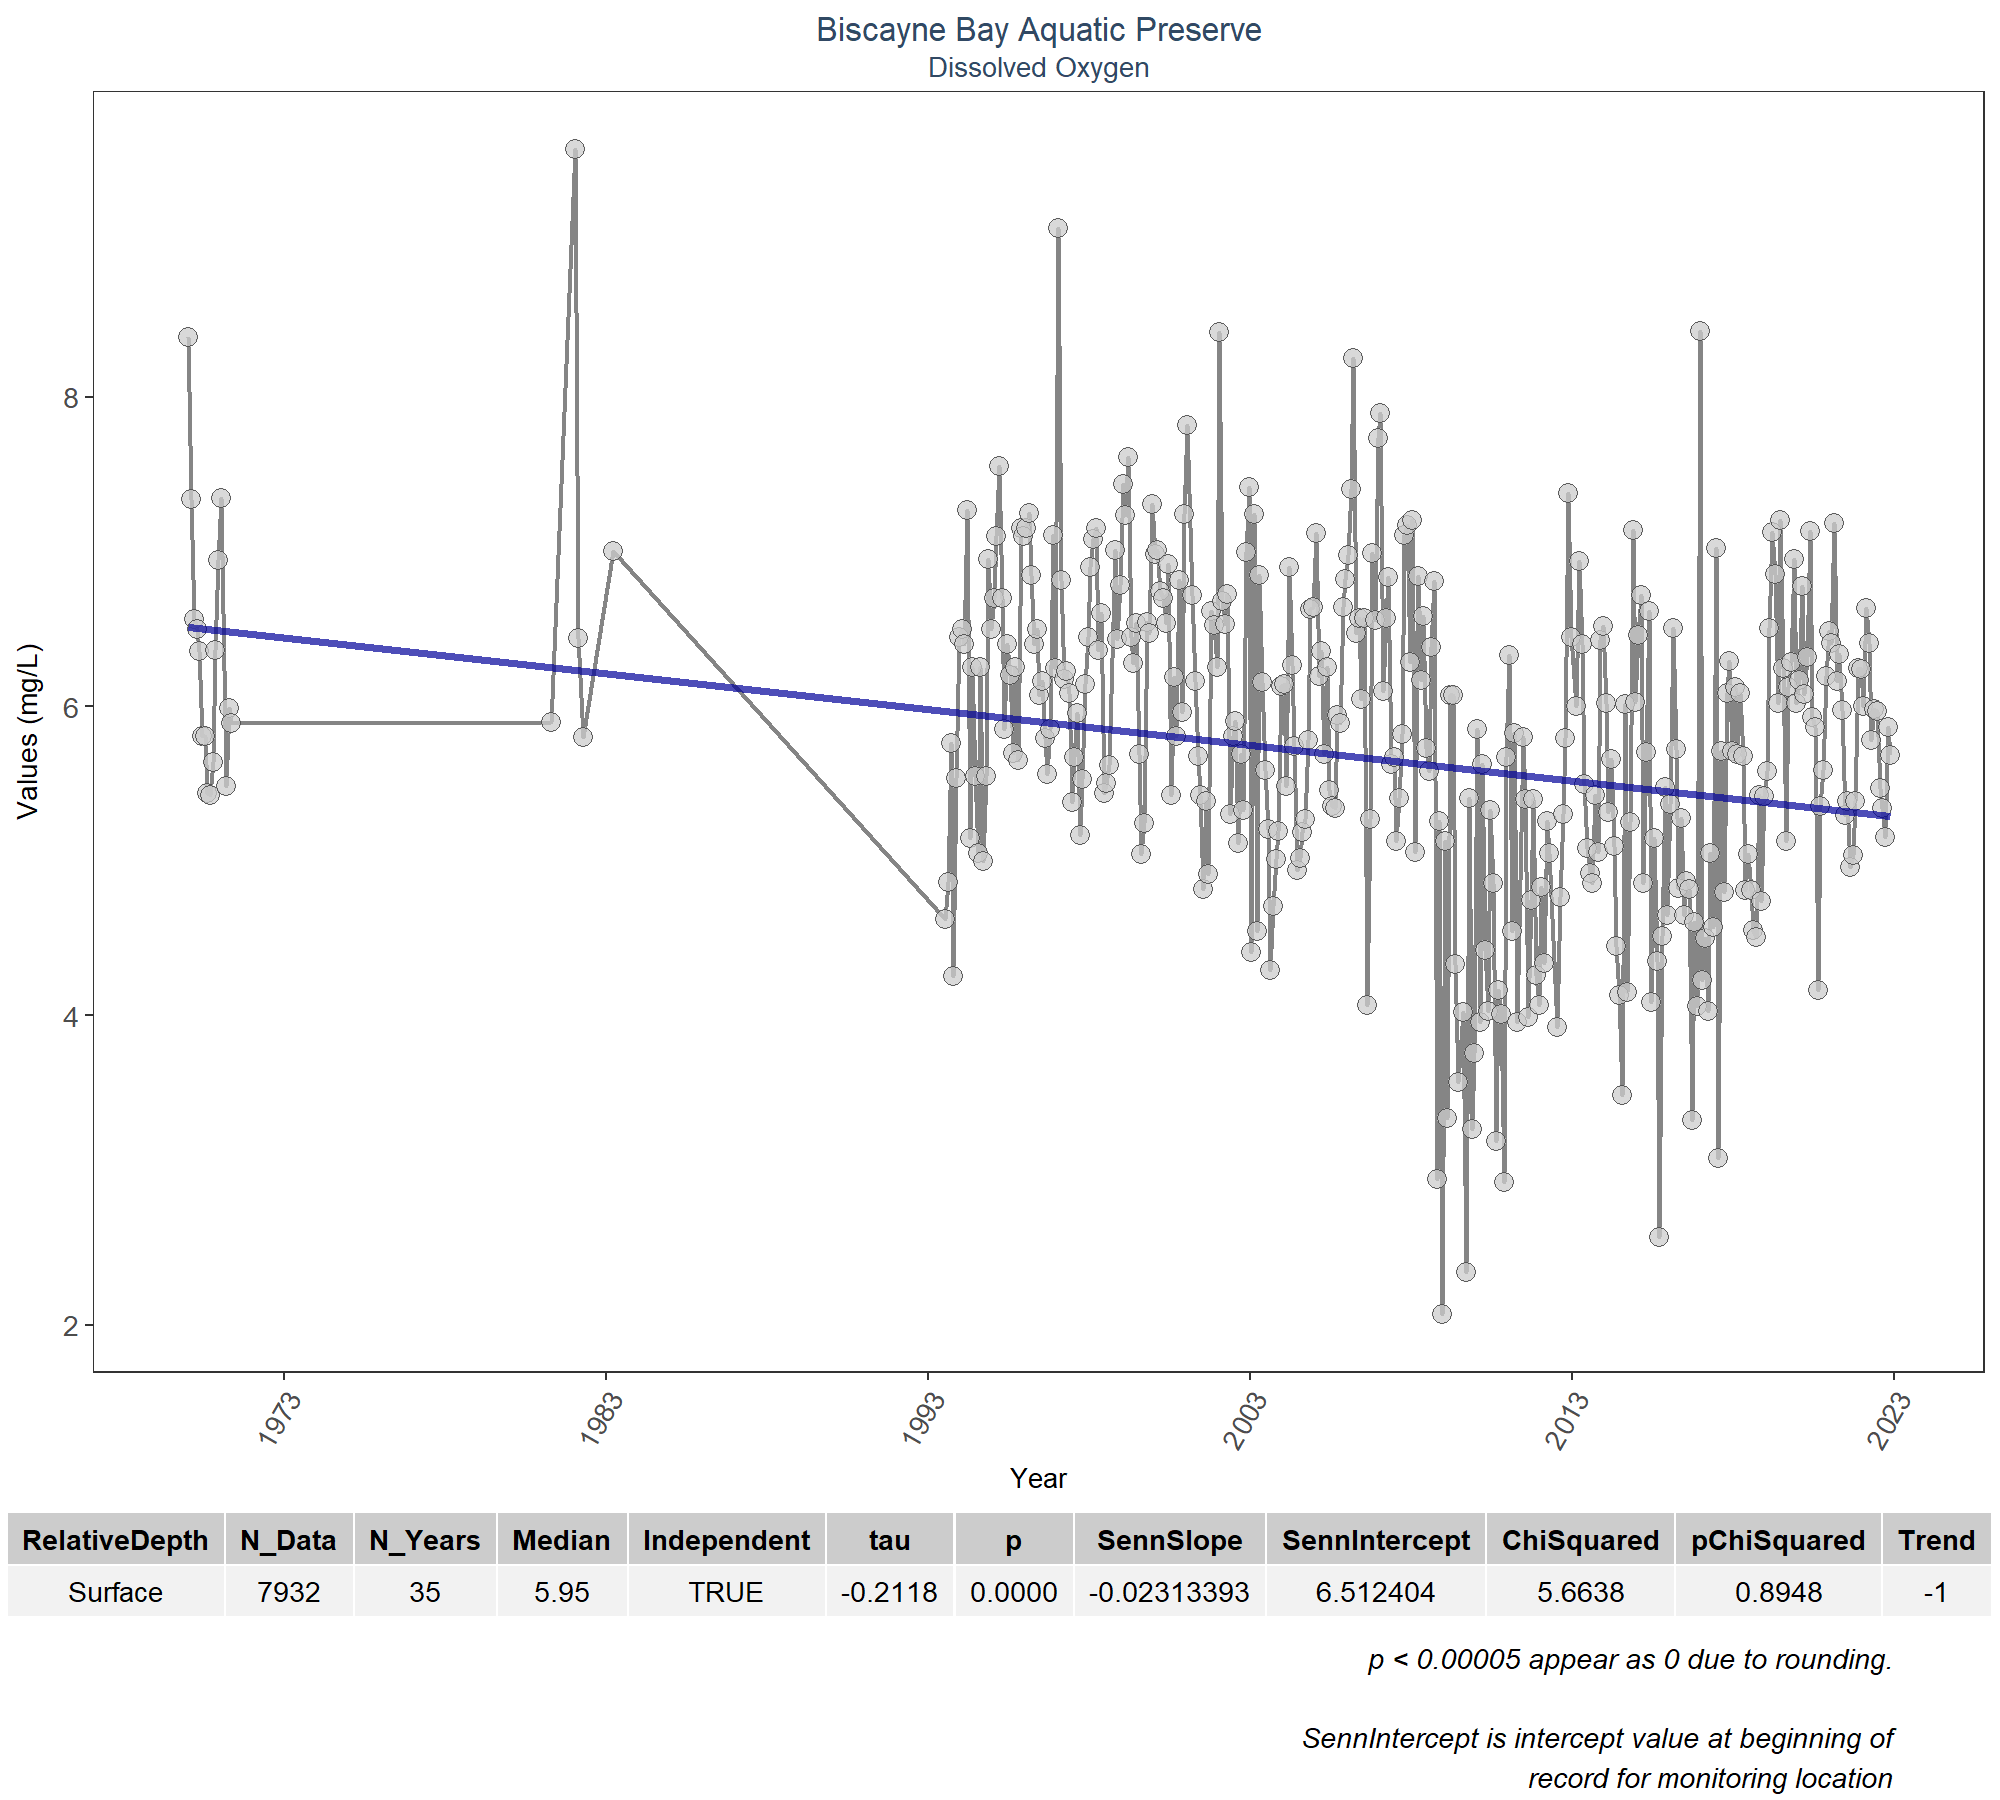 Biscayne Bay Aquatic Preserve
Dissolved Oxygen
Values (mg/L)
8
6
4
2
1973 1983 1993 2003 2013 2023
Year
RelativeDepth N_Data N_Years Median Independent tau p SennSlope SennIntercept ChiSquared pChiSquared Trend
Surface 7932 35 5.95 TRUE -0.2118 0.0000 -0.02313393 6.512404 5.6638 0.8948 -1
p < 0.00005 appear as 0 due to rounding.
SennIntercept is intercept value at beginning of
record for monitoring location